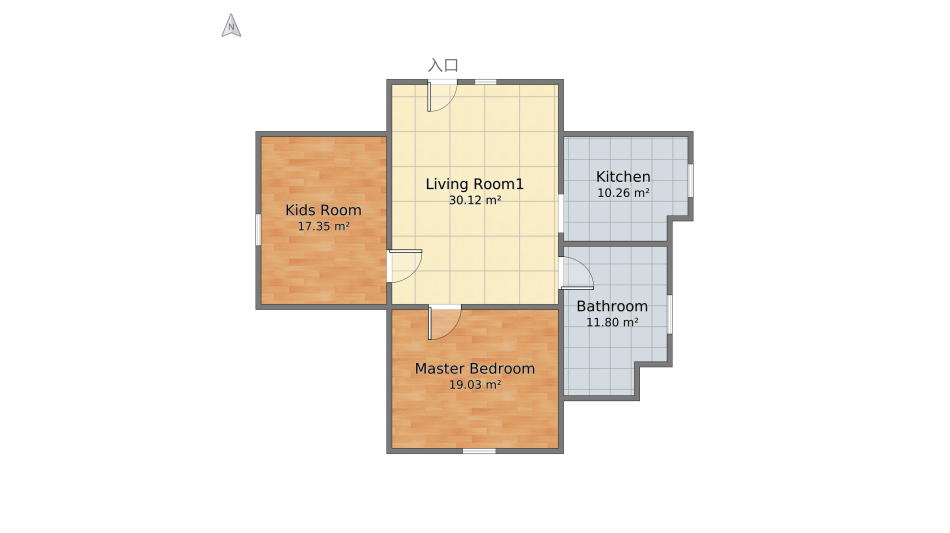 N
入口
Living Room1
30.12 m²
Kitchen
10.26 m²
Kids Room
17.35 m²
Bathroom
11.80 m²
Master Bedroom
19.03 m²